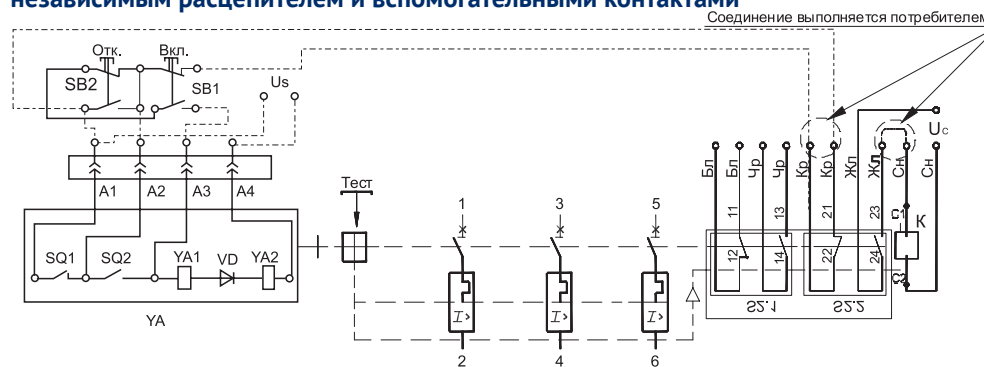 независимым расцепителем и вспомогательными контактами
Соединение выполняется потребителем
Отк. Вкл.
SB2 SB1 Us
Uc
Бл Бл Чр Чр Кр Кр Жл Жл Сн Сн
A1 A2 A3 A4
Тест
1 3 5
11 13 21 23
К
SQ1 SQ2 YA1 VD YA2
12 14 22 24
I> I> I>
S2.1 S2.2
YA
2 4 6